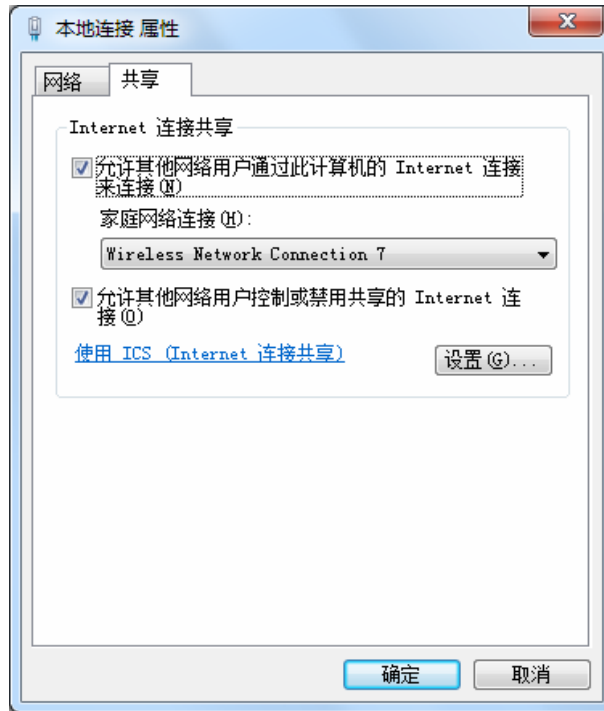 本地连接 属性
网络
共享
Internet 连接共享
允许其他网络用户通过此计算机的 Internet 连接
来连接(N)
家庭网络连接(H):
Wireless Network Connection 7
允许其他网络用户控制或禁用共享的 Internet 连
接(O)
使用 ICS (Internet 连接共享)
设置(G)...
确定
取消